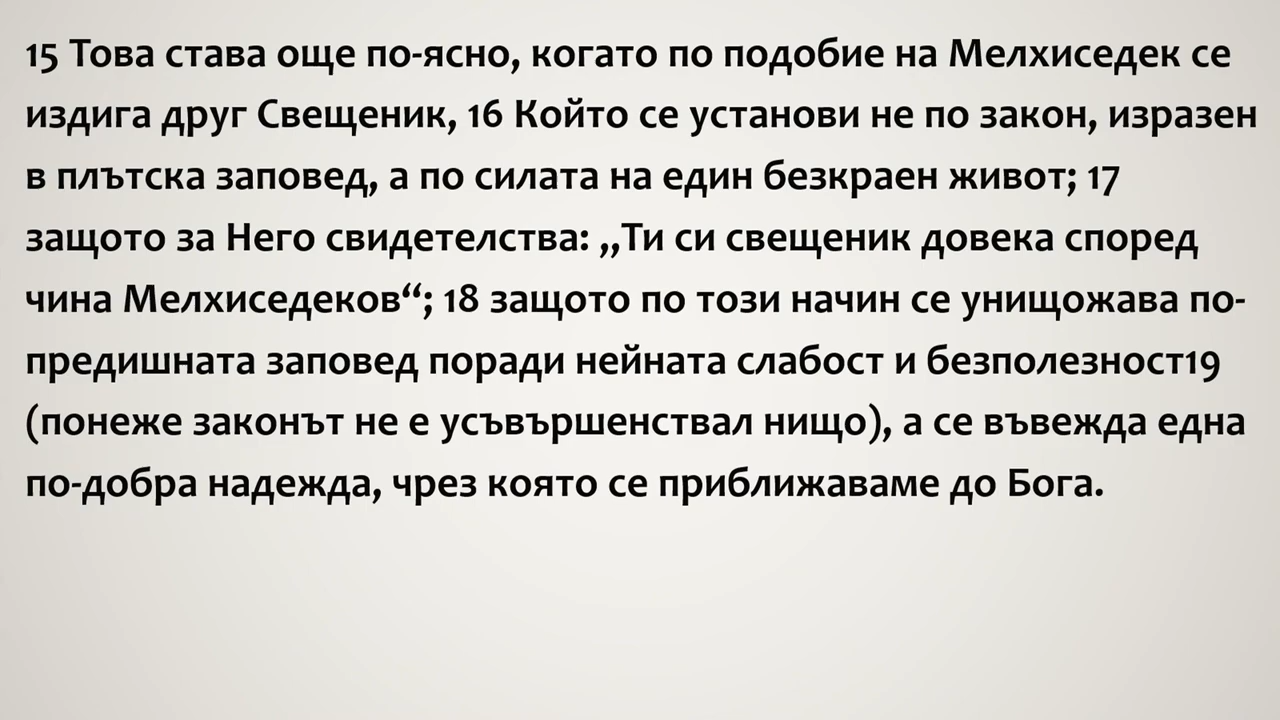 15 Това става още по-ясно, когато по подобие на Мелхиседек се
издига друг Свещеник, 16 Който се установи не по закон, изразен
в плътска заповед, а по силата на един безкраен живот; 17
защото за Него свидетелства: „Ти си свещеник довека според
чина Мелхиседеков“; 18 защото по този начин се унищожава по-
предишната заповед поради нейната слабост и безполезност19
(понеже законът не е усъвършенствал нищо), а се въвежда една
по-добра надежда, чрез която се приближаваме до Бога.